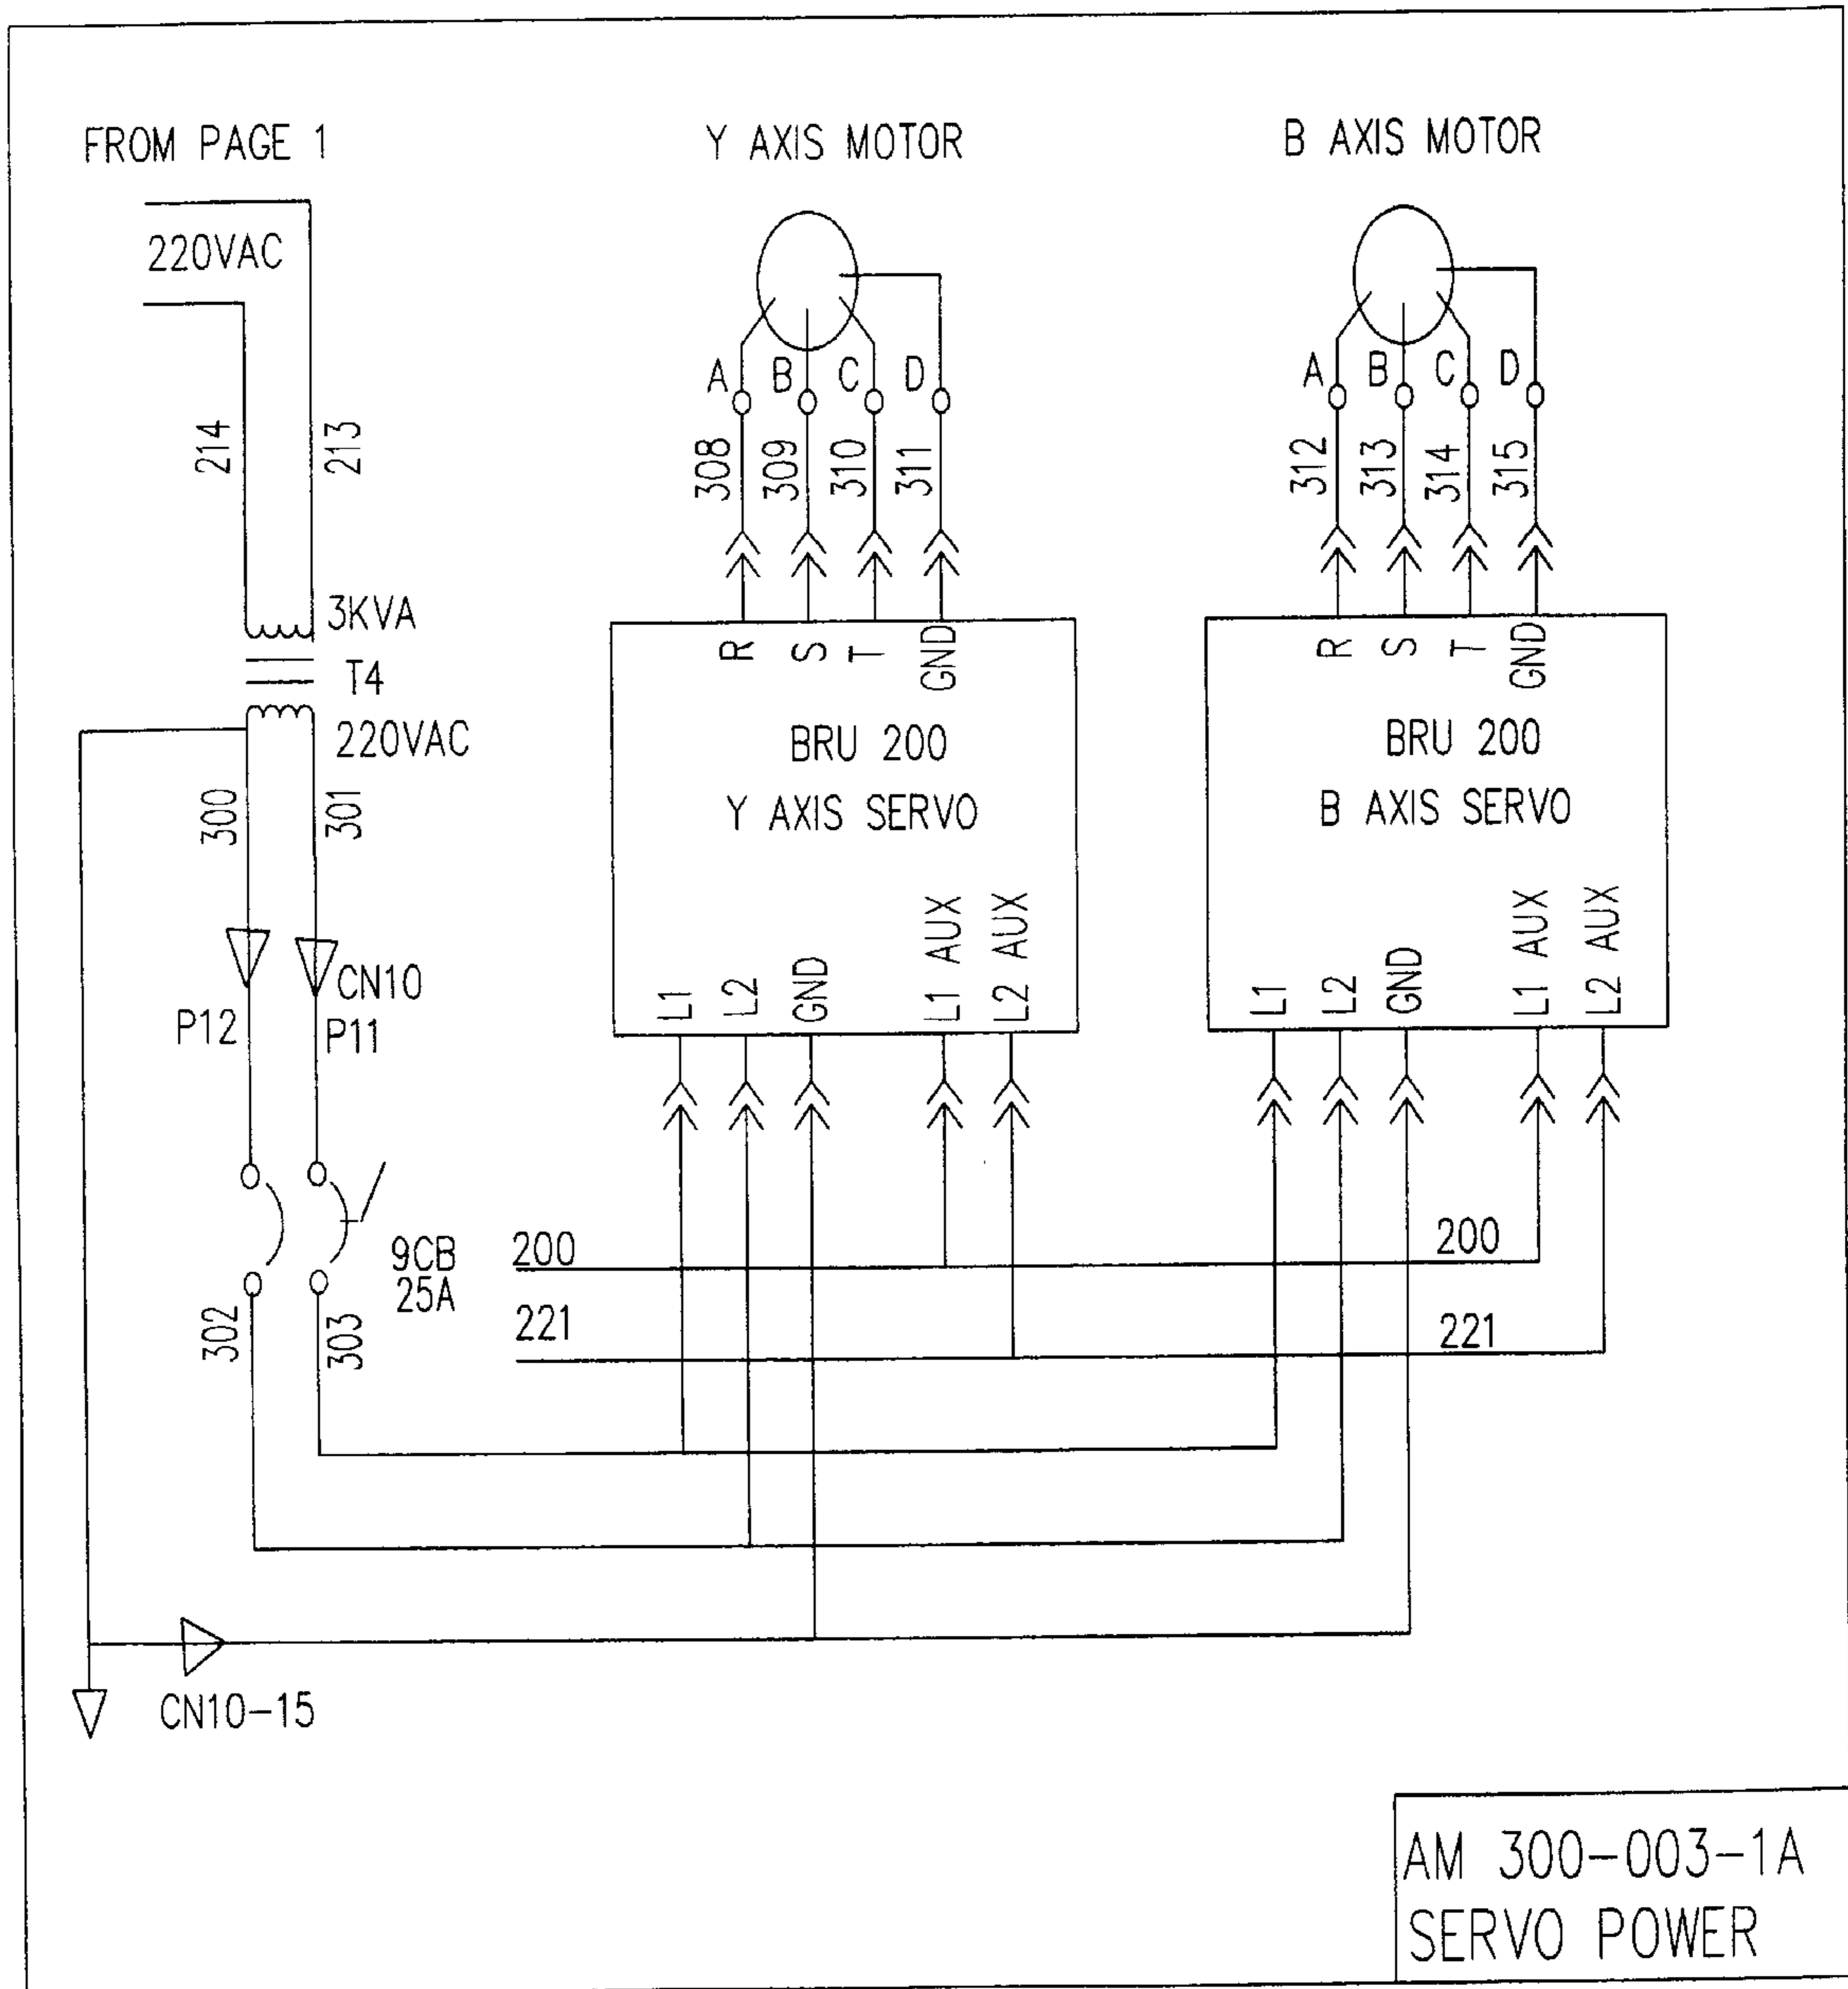 FROM PAGE 1
Y AXIS MOTOR
B AXIS MOTOR
220VAC
214
213
3KVA
T4
220VAC
300
301
CN10
P12
P11
9CB
25A
302
303
CN10-15
A B C D
308
309
310
311
R
S
T
GND
BRU 200
Y AXIS SERVO
L1
L2
GND
L1 AUX
L2 AUX
A B C D
312
313
314
315
R
S
T
GND
BRU 200
B AXIS SERVO
L1
L2
GND
L1 AUX
L2 AUX
200
200
221
221
AM 300-003-1A
SERVO POWER